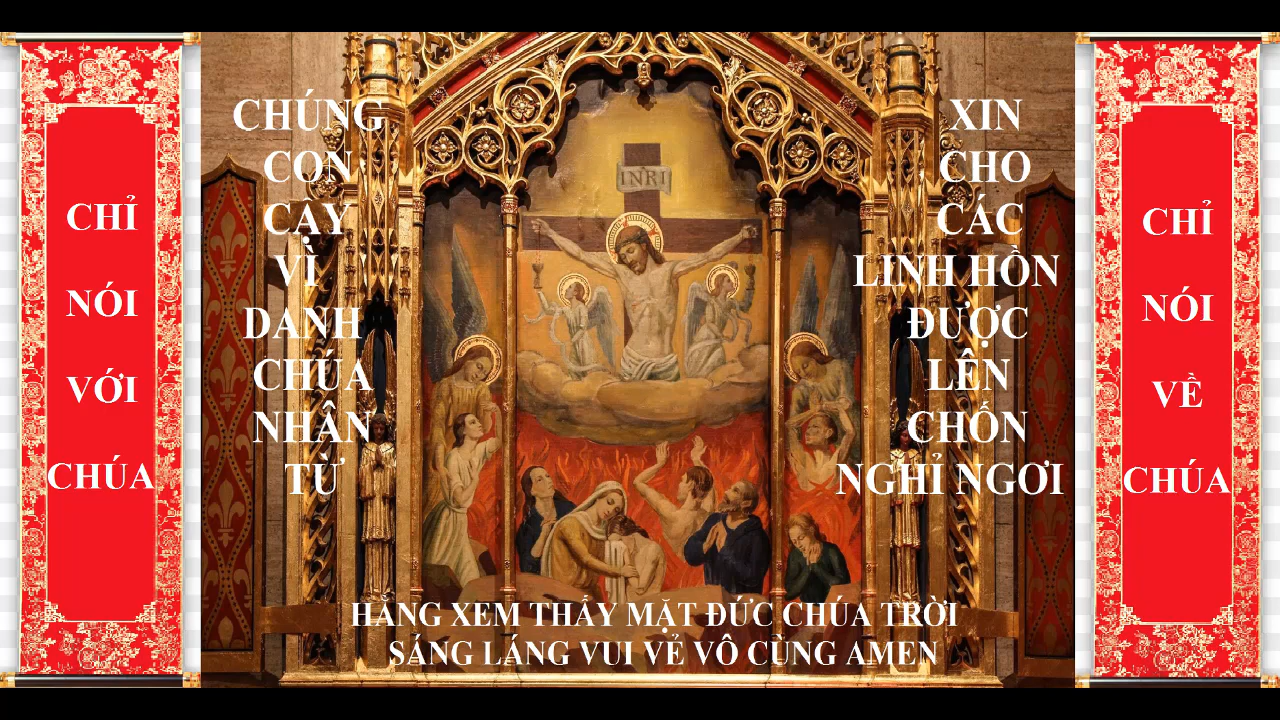 CHỈ
NÓI
VỚI
CHÚA
CHÚNG
CON
CẠY
VÌ
DANH
CHÚA
NHÂN
TỪ
INRI
XIN
CHO
CÁC
LINH HỒN
ĐƯỢC
LÊN
CHỐN
NGHỈ NGƠI
HẰNG XEM THẤY MẶT ĐỨC CHÚA TRỜI
SÁNG LÁNG VUI VẺ VÔ CÙNG AMEN
CHỈ
NÓI
VỀ
CHÚA